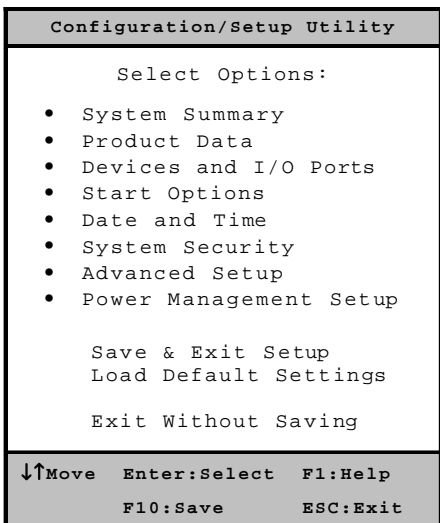 Configuration/Setup Utility
Select Options:
• System Summary
• Product Data
• Devices and I/O Ports
• Start Options
• Date and Time
• System Security
• Advanced Setup
• Power Management Setup
Save & Exit Setup
Load Default Settings
Exit Without Saving
↓↑Move Enter:Select F1:Help
F10:Save ESC:Exit